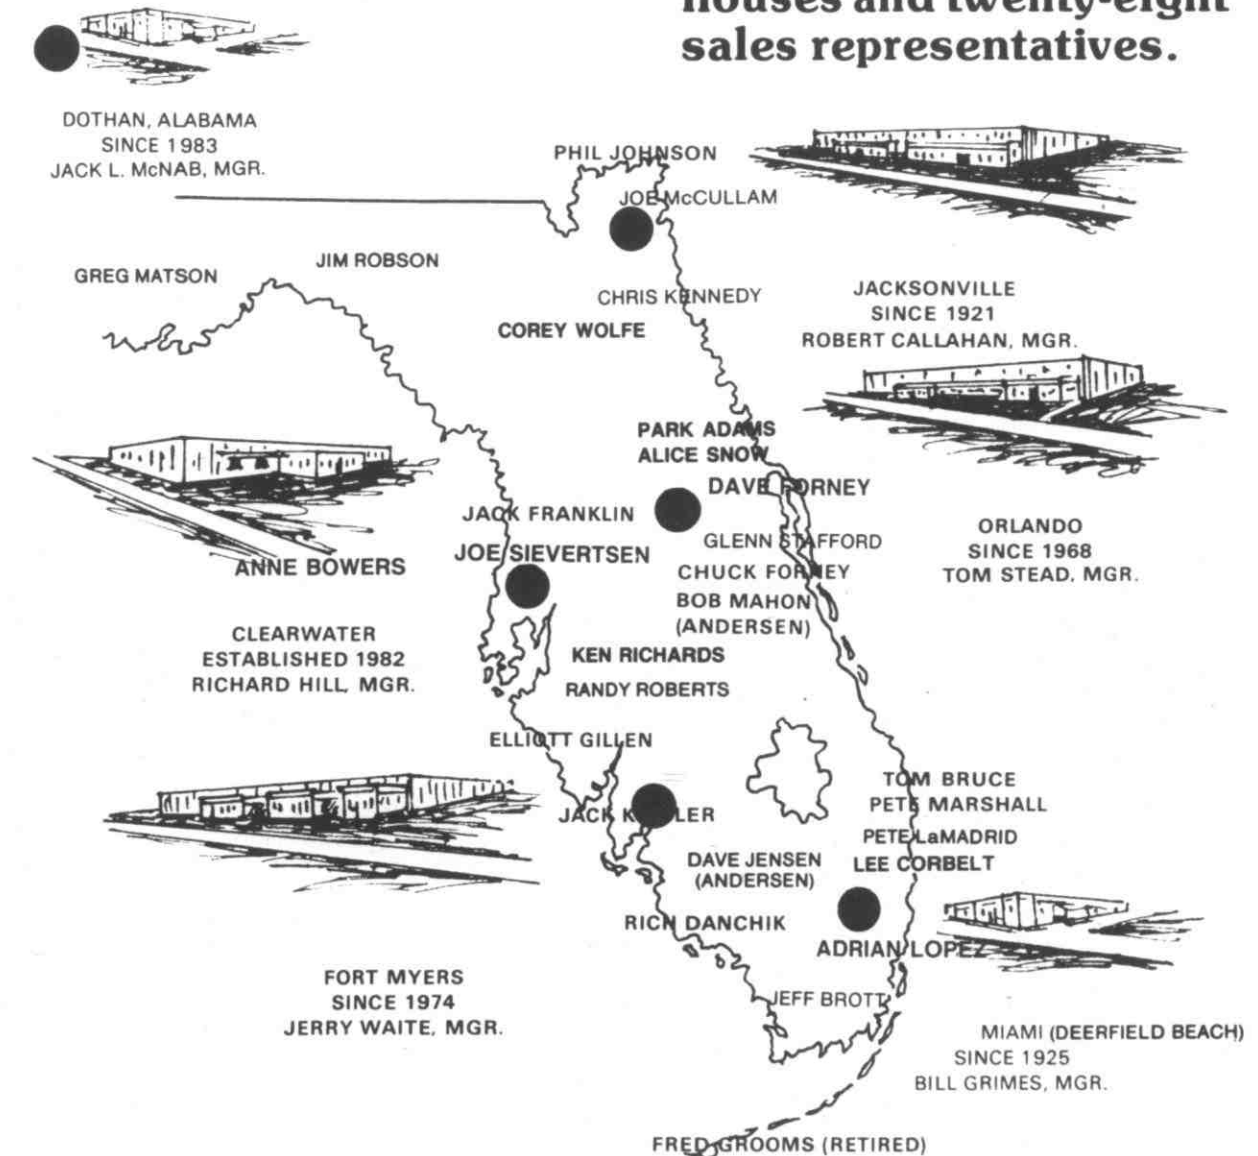 houses and twenty-eight
sales representatives.
DOTHAN, ALABAMA
SINCE 1983
JACK L. McNAB, MGR.
PHIL JOHNSON
JOE McCULLAM
GREG MATSON
JIM ROBSON
CHRIS KENNEDY
COREY WOLFE
JACKSONVILLE
SINCE 1921
ROBERT CALLAHAN, MGR.
PARK ADAMS
ALICE SNOW
DAVE FORNEY
JACK FRANKLIN
GLENN STAFFORD
JOE SIEVERTSEN
ANNE BOWERS
CHUCK FORNEY
BOB MAHON
(ANDERSEN)
ORLANDO
SINCE 1968
TOM STEAD, MGR.
CLEARWATER
ESTABLISHED 1982
RICHARD HILL, MGR.
KEN RICHARDS
RANDY ROBERTS
ELLIOTT GILLEN
TOM BRUCE
PETE MARSHALL
JACK
PETE LaMADRID
LEE CORBELT
DAVE JENSEN
(ANDERSEN)
RICH DANCHIK
ADRIAN LOPEZ
FORT MYERS
SINCE 1974
JERRY WAITE, MGR.
JEFF BROTT
MIAMI (DEERFIELD BEACH)
SINCE 1925
BILL GRIMES, MGR.
FRED GROOMS (RETIRED)